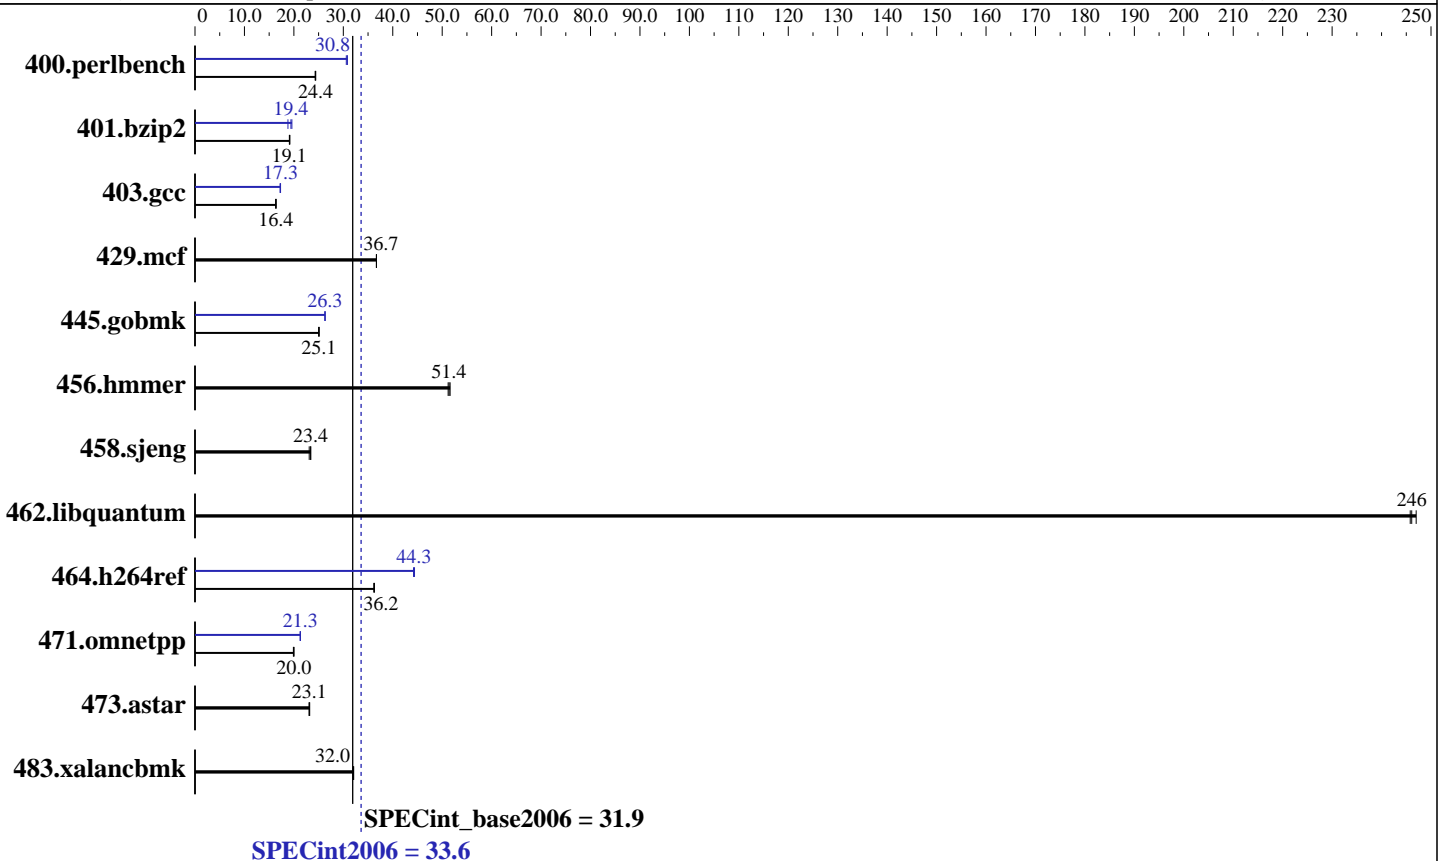 0 10.0 20.0 30.0 40.0 50.0 60.0 70.0 80.0 90.0 100 110 120 130 140 150 160 170 180 190 200 210 220 230 250
30.8
400.perlbench
24.4
19.4
401.bzip2
19.1
17.3
403.gcc
16.4
36.7
429.mcf
26.3
445.gobmk
25.1
51.4
456.hmmer
23.4
458.sjeng
246
462.libquantum
44.3
464.h264ref
36.2
21.3
471.omnetpp
20.0
23.1
473.astar
32.0
483.xalancbmk
SPECint_base2006 = 31.9
SPECint2006 = 33.6